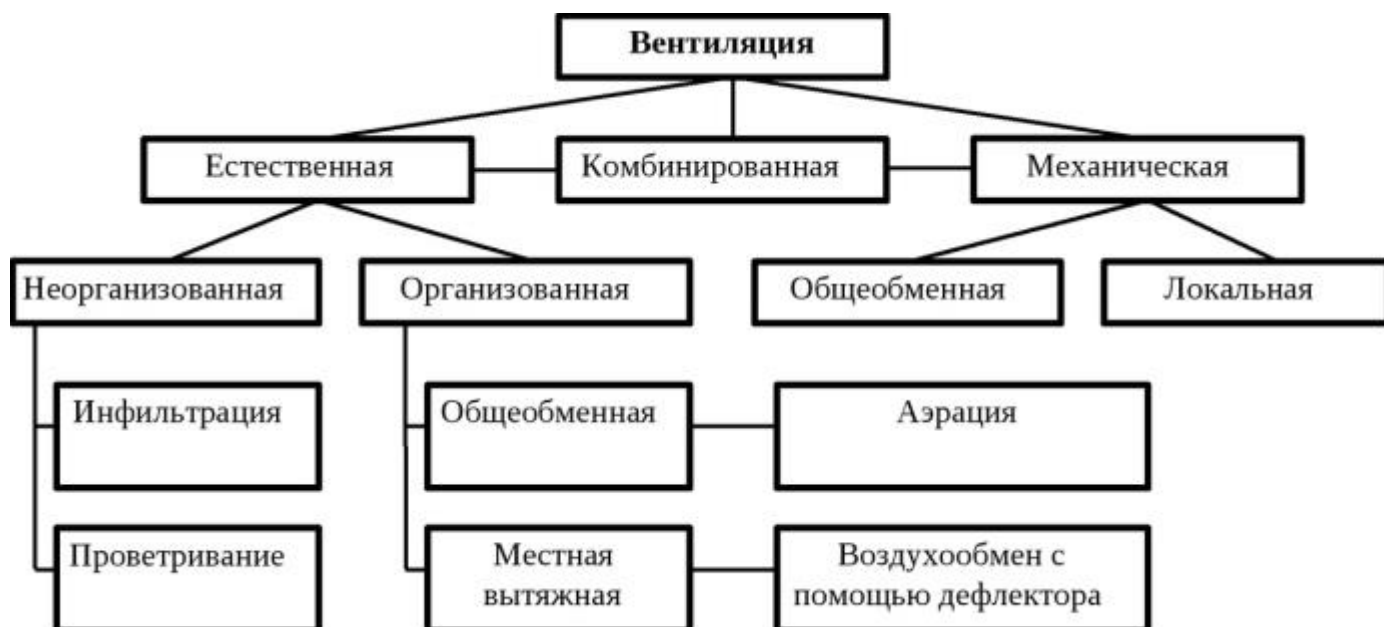 Вентиляция
Естественная
Комбинированная
Механическая
Неорганизованная
Организованная
Общеобменная
Локальная
Инфильтрация
Общеобменная
Аэрация
Проветривание
Местная
вытяжная
Воздухообмен с
помощью дефлектора